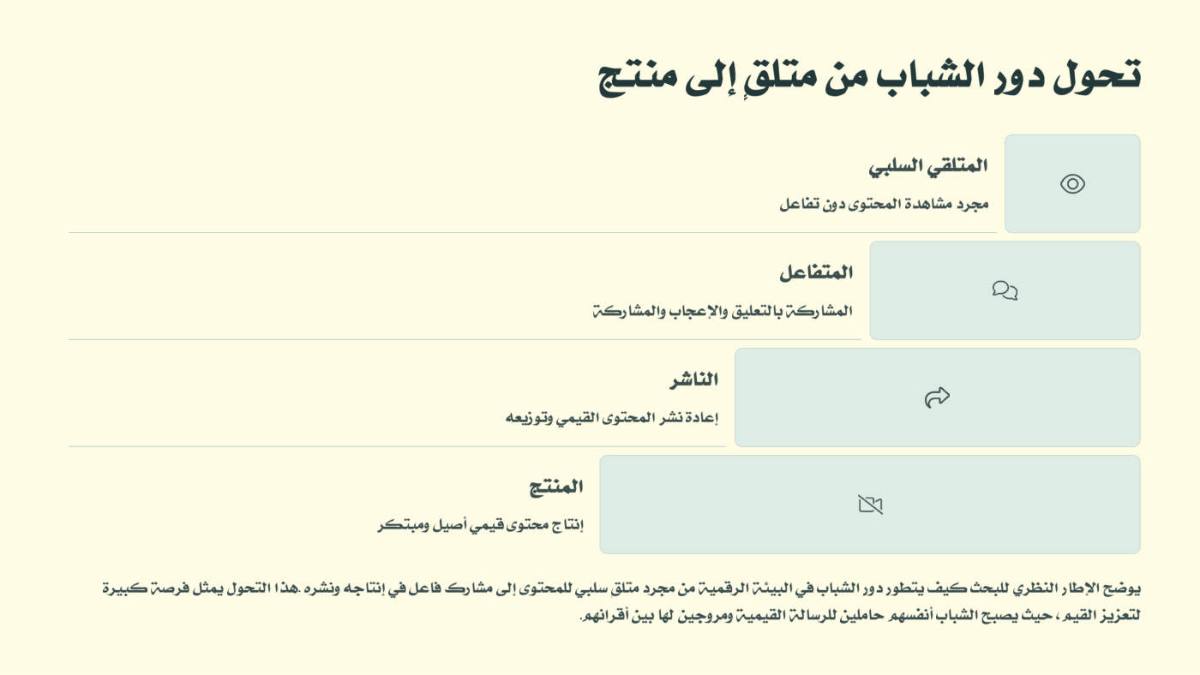 تحول دور الشباب من متلقٍ إلى منتج
المتلقي السلبي
مجرد مشاهدة المحتوى دون تفاعل
المتفاعل
المشاركة بالتعليق والإعجاب والمشاركة
الناشر
إعادة نشر المحتوى القيمي وتوزيعه
المنتج
إنتاج محتوى قيمي أصيل ومبتكر
يوضح الإطار النظري للبحث كيف يتطور دور الشباب في البيئة الرقمية من مجرد متلق سلبي للمحتوى إلى مشارك فاعل في إنتاجه ونشره. هذا التحول يمثل فرصة كبيرة
لتعزيز القيم، حيث يصبح الشباب أنفسهم حاملين للرسالة القيمية ومروجين لها بين أقرانهم.